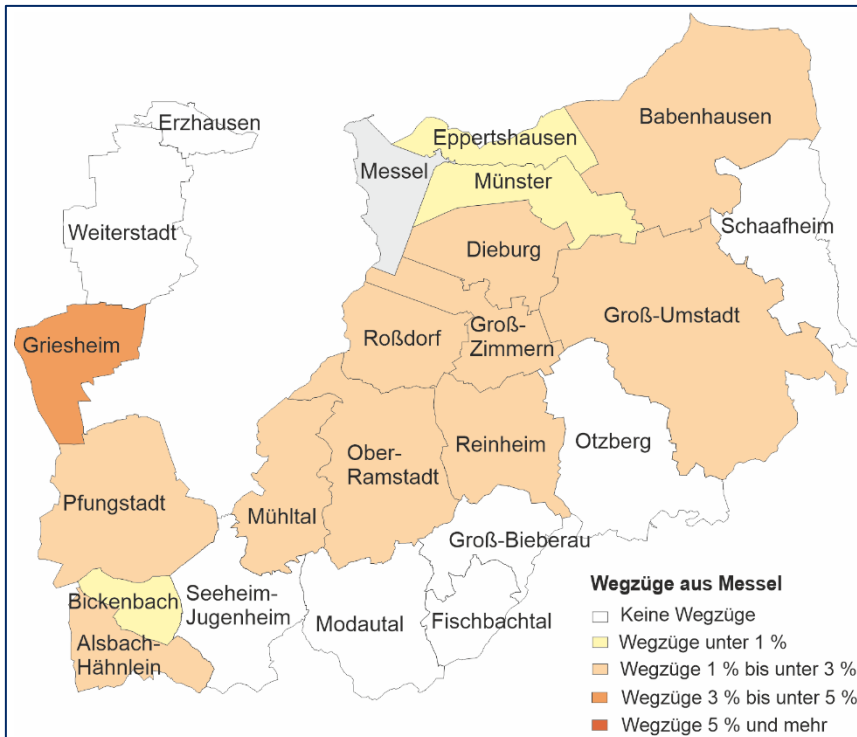 Erzhausen
Babenhausen
Eppertshausen
Messel
Münster
Weiterstadt
Schaafheim
Dieburg
Griesheim
Roßdorf
Groß-
Zimmern
Groß-Umstadt
Ober-
Ramstadt
Reinheim
Otzberg
Pfungstadt
Mühltal
Groß-Bieberau
Bickenbach
Seeheim-
Jugenheim
Modautal
Fischbachtal
Alsbach-
Hähnlein
Wegzüge aus Messel
Keine Wegzüge
Wegzüge unter 1 %
Wegzüge 1 % bis unter 3 %
Wegzüge 3 % bis unter 5 %
Wegzüge 5 % und mehr